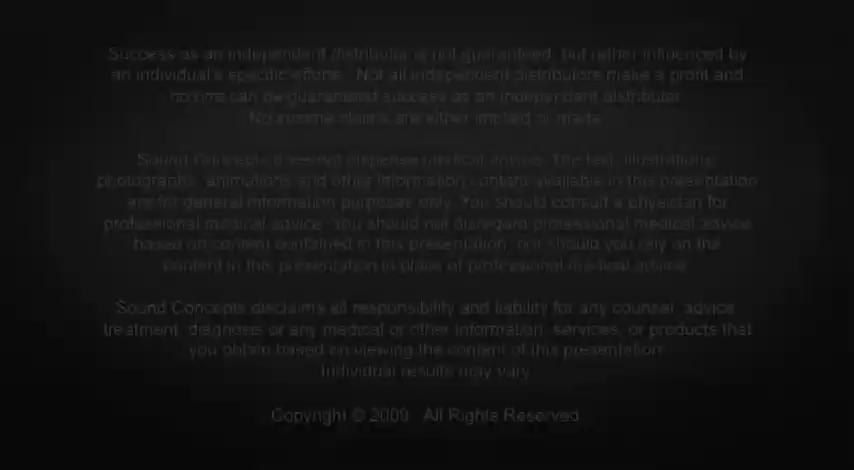 Success as an independent distributor is not guaranteed, but rather influenced by
an individual's specific efforts. Not all independent distributors make a profit and
no one can be guaranteed success as an independent distributor.
No income claims are either implied or made.
Sound Concepts does not dispense medical advice. The text, illustrations,
photographs, animations and other information content available in this presentation
are for general information purposes only. You should consult a physician for
professional medical advice. You should not disregard professional medical advice
based on content contained in this presentation, nor should you rely on the
content in this presentation in place of professional medical advice.
Sound Concepts disclaims all responsibility and liability for any counsel, advice,
treatment, diagnosis or any medical or other information, services, or products that
you obtain based on viewing the content of this presentation.
Individual results may vary.
Copyright © 2009 All Rights Reserved